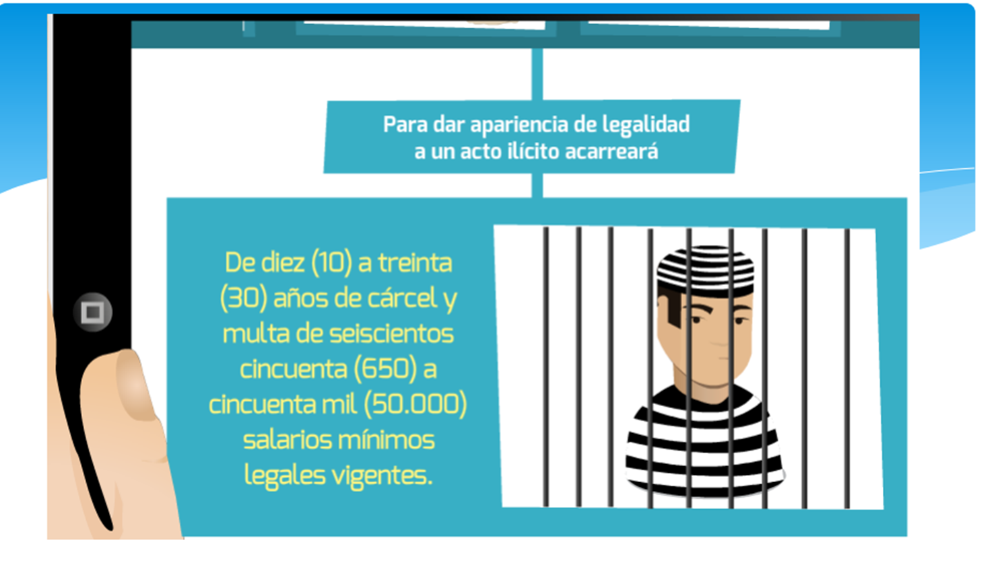 Para dar apariencia de legalidad
a un acto ilícito acarreará
De diez (10) a treinta
(30) años de cárcel y
multa de seiscientos
cincuenta (650) a
cincuenta mil (50.000)
salarios mínimos
legales vigentes.